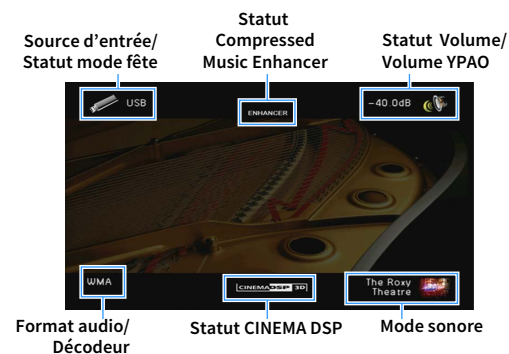 Source d'entrée/
Statut mode fête
Statut
Compressed
Music Enhancer
Statut Volume/
Volume YPAO
USB
ENHANCER
-40.0dB
WMA
CINEMA DSP 3D
The Roxy
Theatre
Format audio/
Décodeur
Statut CINEMA DSP
Mode sonore